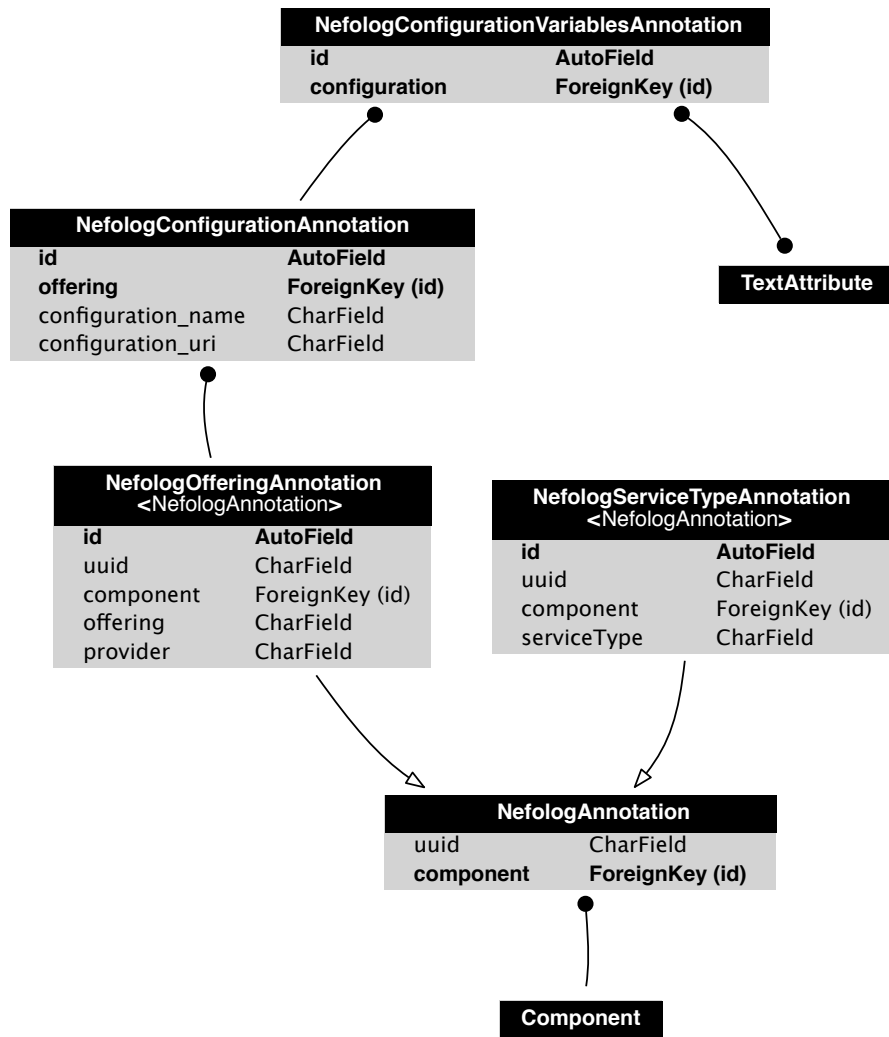 NefologConfigurationVariablesAnnotation
id AutoField
configuration ForeignKey (id)
NefologConfigurationAnnotation
id AutoField
offering ForeignKey (id)
configuration_name CharField
configuration_uri CharField
TextAttribute
NefologOfferingAnnotation
<NefologAnnotation>
id AutoField
uuid CharField
component ForeignKey (id)
offering CharField
provider CharField
NefologServiceTypeAnnotation
<NefologAnnotation>
id AutoField
uuid CharField
component ForeignKey (id)
serviceType CharField
NefologAnnotation
uuid CharField
component ForeignKey (id)
Component